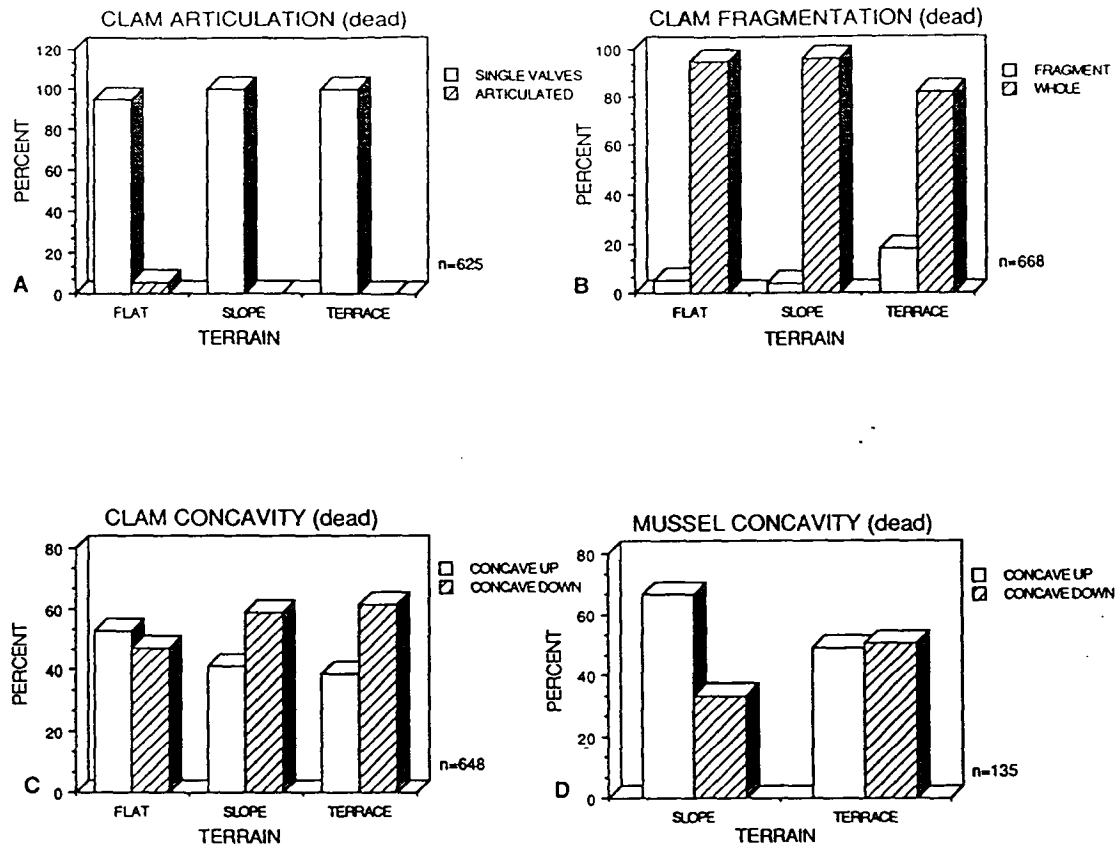 CLAM ARTICULATION (dead)
120
100
80
60
40
20
0
PERCENT
SINGLE VALVES
ARTICULATED
n=625
A
FLAT SLOPE TERRACE
TERRAIN
CLAM FRAGMENTATION (dead)
100
80
60
40
20
0
PERCENT
FRAGMENT
WHOLE
n=668
B
FLAT SLOPE TERRACE
TERRAIN
CLAM CONCAVITY (dead)
80
60
40
20
0
PERCENT
CONCAVE UP
CONCAVE DOWN
n=648
C
FLAT SLOPE TERRACE
TERRAIN
MUSSEL CONCAVITY (dead)
80
60
40
20
0
PERCENT
CONCAVE UP
CONCAVE DOWN
n=135
D
SLOPE TERRACE
TERRAIN